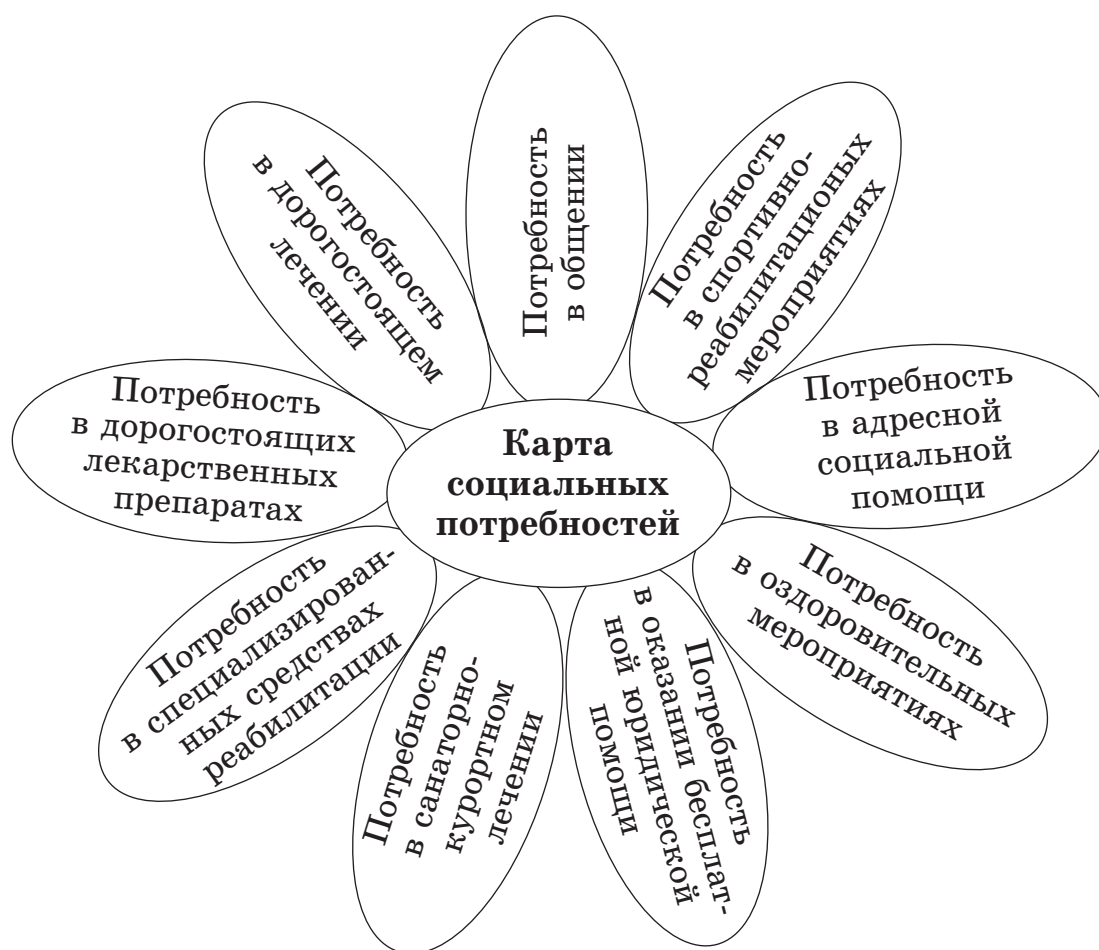 Потребность
в общении
Потребность
в спортивно-
реабилитационых
мероприятиях
Потребность
в адресной
социальной
помощи
Потребность
в оздоровительных
мероприятиях
Потребность
в оказании бесплат-
ной юридической
помощи
Потребность
в санаторно-
курортном
лечении
Потребность
в специализирован-
ных средствах
реабилитации
Потребность
в дорогостоящих
лекарственных
препаратах
Потребность
в дорогостоящем
лечении
Карта
социальных
потребностей